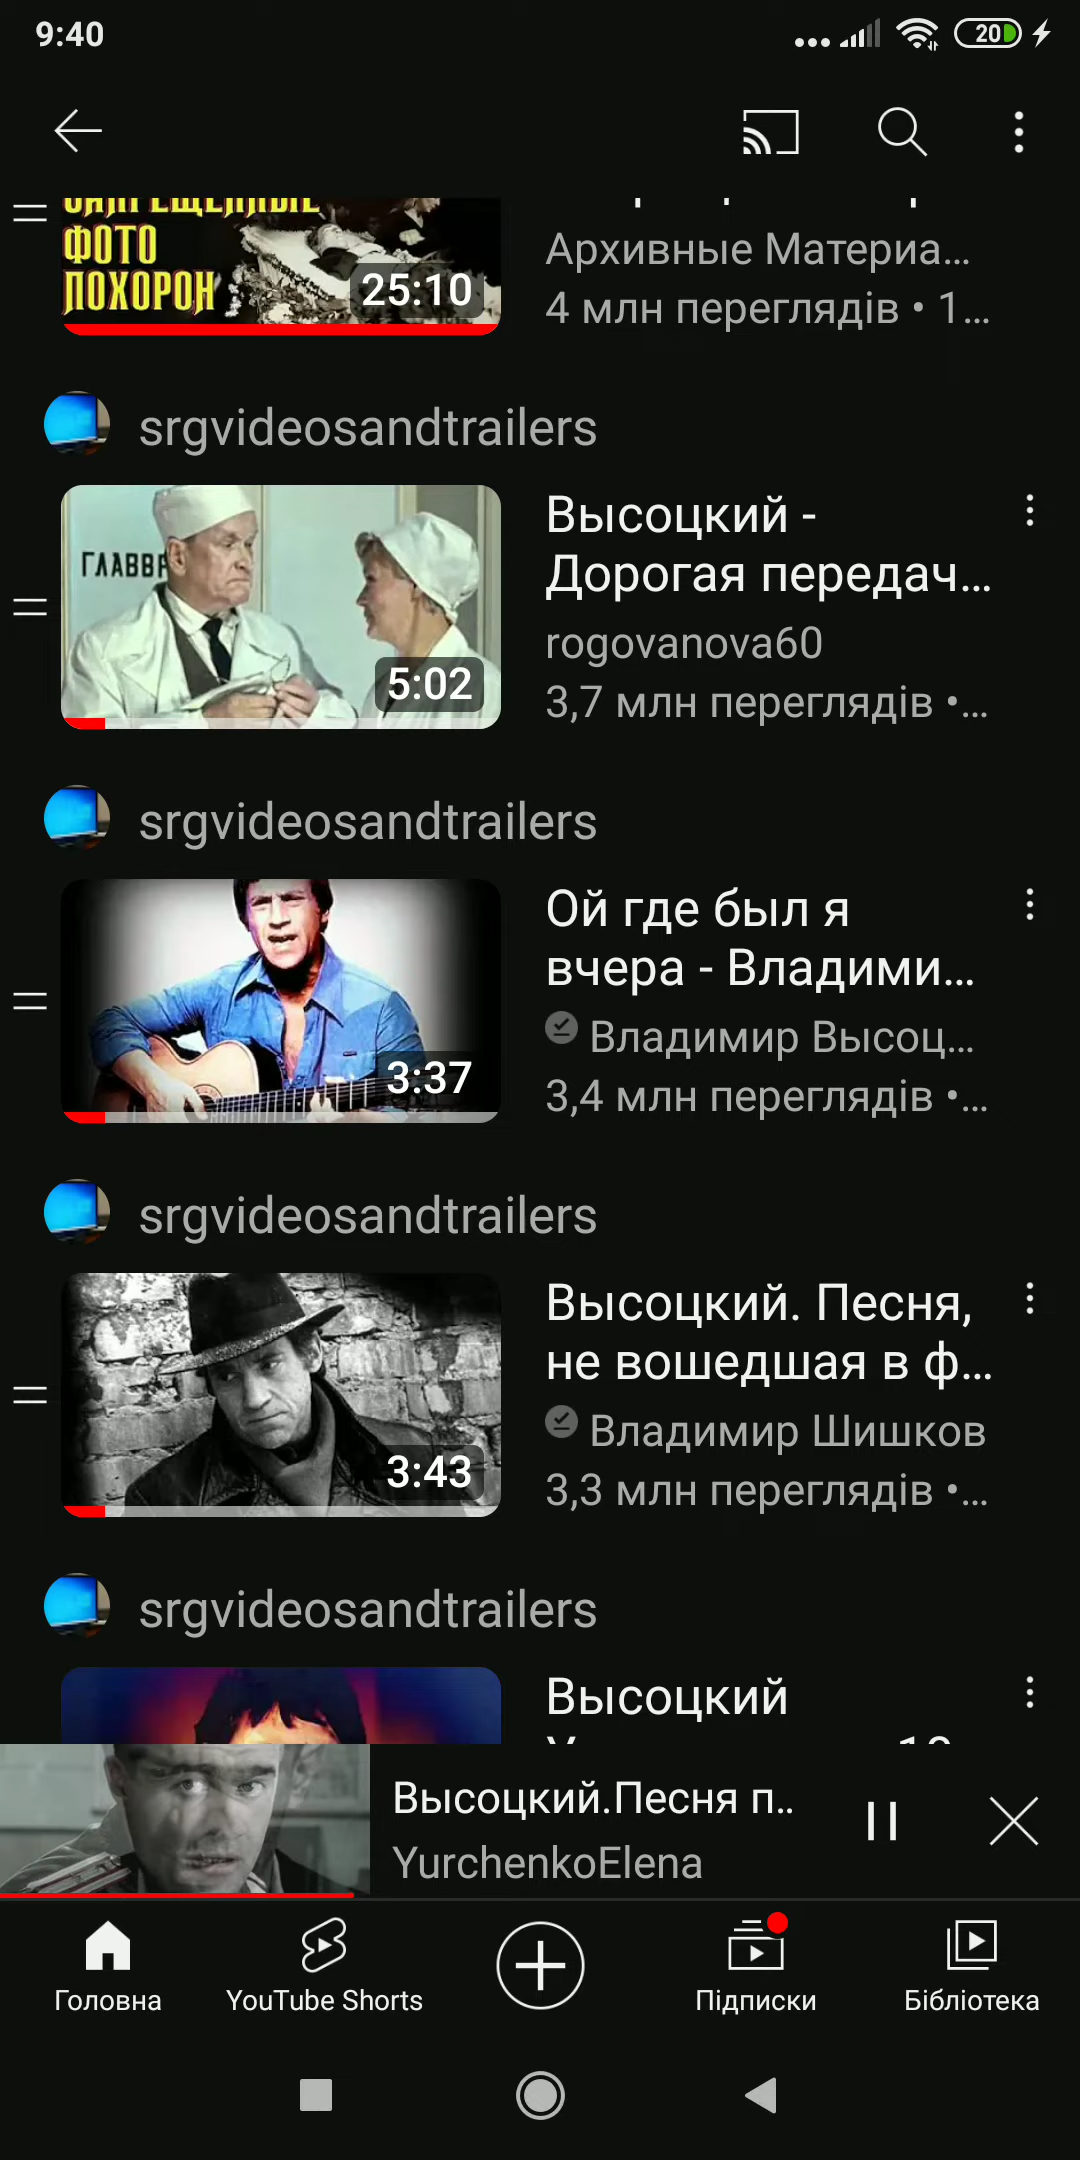 9:40
20
ЗАПРЕЩЕННЫЕ
ФОТО
ПОХОРОН
25:10
Архивные Материа...
4 млн переглядів • 1...
srgvideosandtrailers
ГЛАВВР
5:02
Высоцкий -
Дорогая передач...
rogovanova60
3,7 млн переглядів •...
srgvideosandtrailers
3:37
Ой где был я
вчера - Владими...
Владимир Высоц...
3,4 млн переглядів •...
srgvideosandtrailers
3:43
Высоцкий. Песня,
не вошедшая в ф...
Владимир Шишков
3,3 млн переглядів •...
srgvideosandtrailers
Высоцкий
Высоцкий.Песня п..
YurchenkoElena
Головна
YouTube Shorts
Підписки
Бібліотека